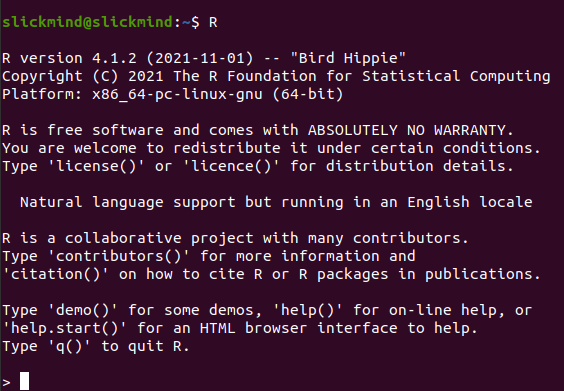 slickmind@slickmind:~$ R
R version 4.1.2 (2021-11-01) -- "Bird Hippie"
Copyright (C) 2021 The R Foundation for Statistical Computing
Platform: x86_64-pc-linux-gnu (64-bit)
R is free software and comes with ABSOLUTELY NO WARRANTY.
You are welcome to redistribute it under certain conditions.
Type 'license()' or 'licence()' for distribution details.
  Natural language support but running in an English locale
R is a collaborative project with many contributors.
Type 'contributors()' for more information and
'citation()' on how to cite R or R packages in publications.
Type 'demo()' for some demos, 'help()' for on-line help, or
'help.start()' for an HTML browser interface to help.
Type 'q()' to quit R.
>